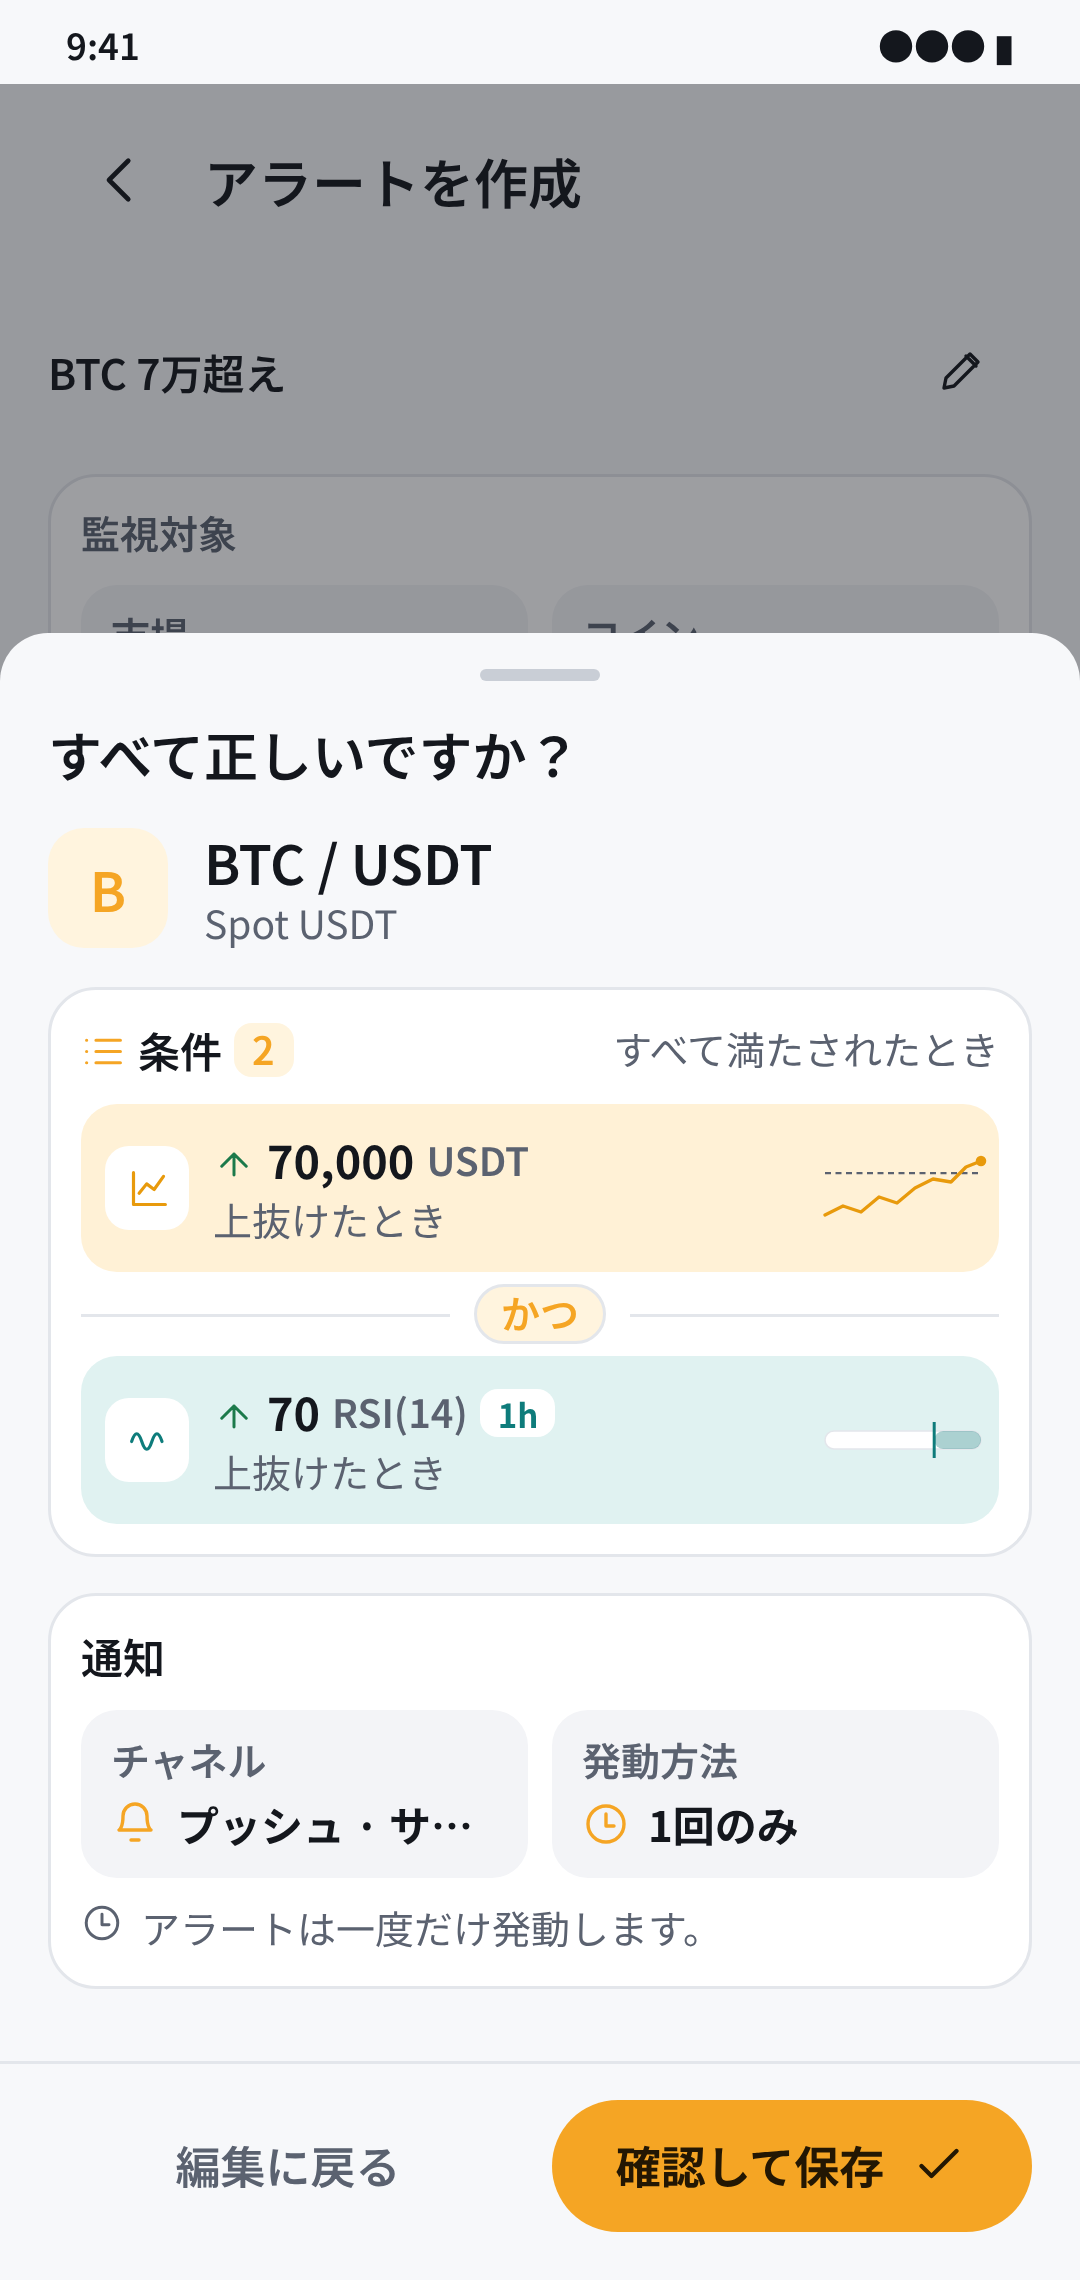 9:41
アラートを作成
BTC 7万超え
監視対象
市場
コイン
すべて正しいですか？
B
BTC / USDT
Spot USDT
条件 2
すべて満たされたとき
70,000 USDT
上抜けたとき
かつ
70 RSI(14) 1h
上抜けたとき
通知
チャネル
プッシュ · サ…
発動方法
1回のみ
アラートは一度だけ発動します。
編集に戻る
確認して保存